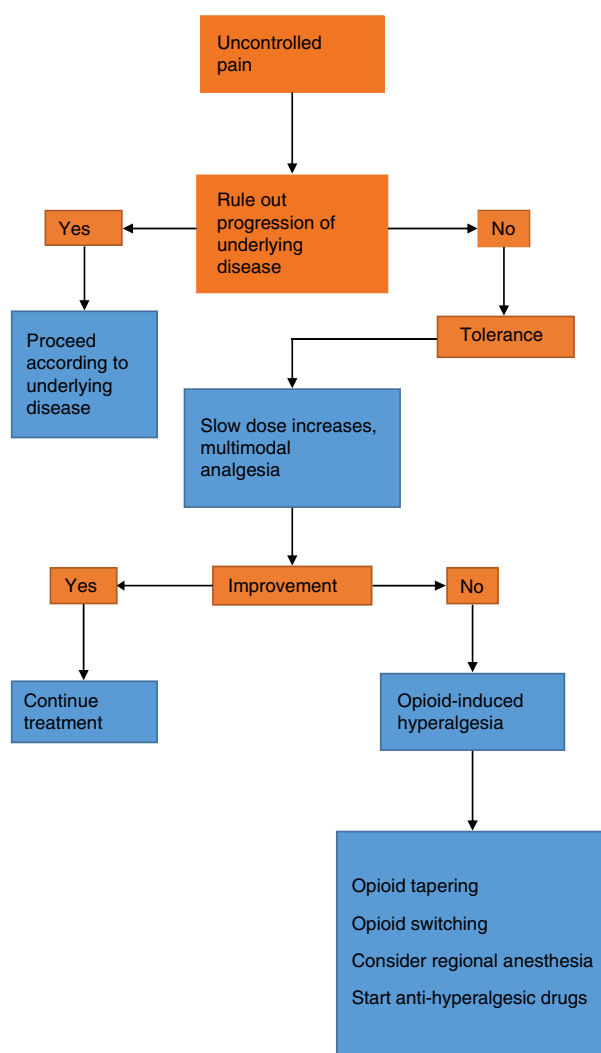 Uncontrolled
pain
Rule out
progression of
underlying
disease
Yes
No
Proceed
according to
underlying
disease
Tolerance
Slow dose increases,
multimodal
analgesia
Yes
Improvement
No
Continue
treatment
Opioid-induced
hyperalgesia
Opioid tapering
Opioid switching
Consider regional anesthesia
Start anti-hyperalgesic drugs